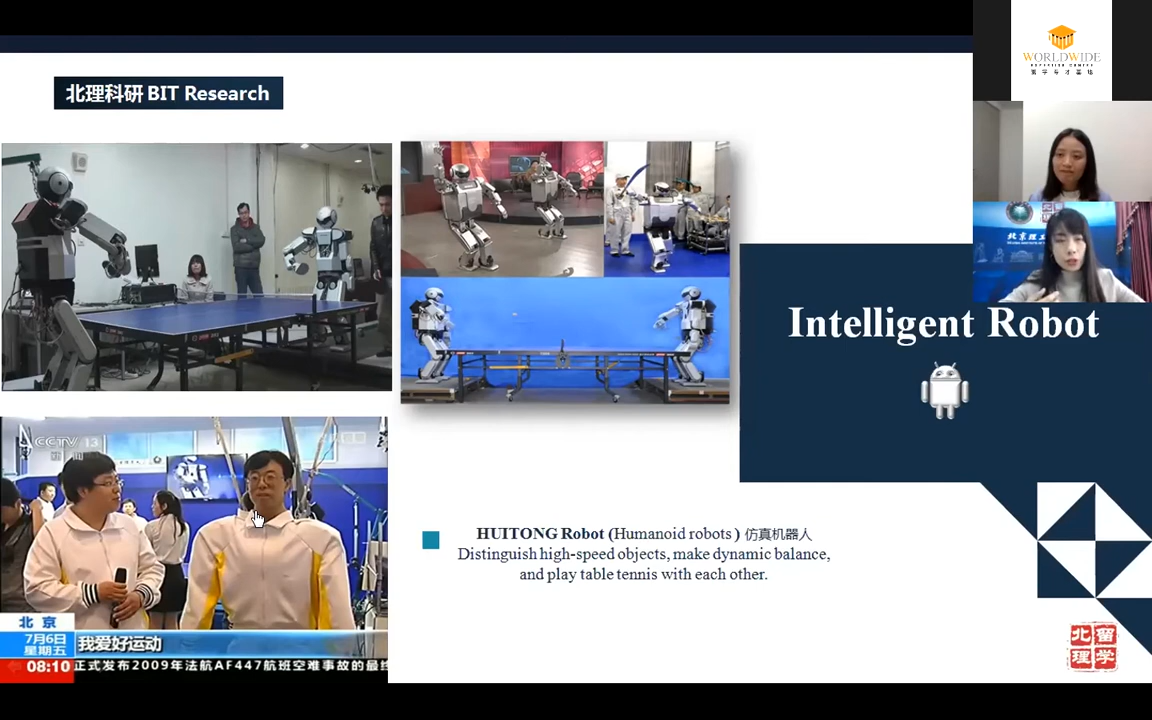 北理科研 BIT Research
WORLDWIDE
Intelligent Robot
HUITONG Robot (Humanoid robots ) 仿真机器人
Distinguish high-speed objects, make dynamic balance,
and play table tennis with each other.
CCTV 13
北京
7月6日
星期五
我爱好运动
08:10
正式发布2009年法航AF447航班空难事故的最终
北京理工
留学
北理